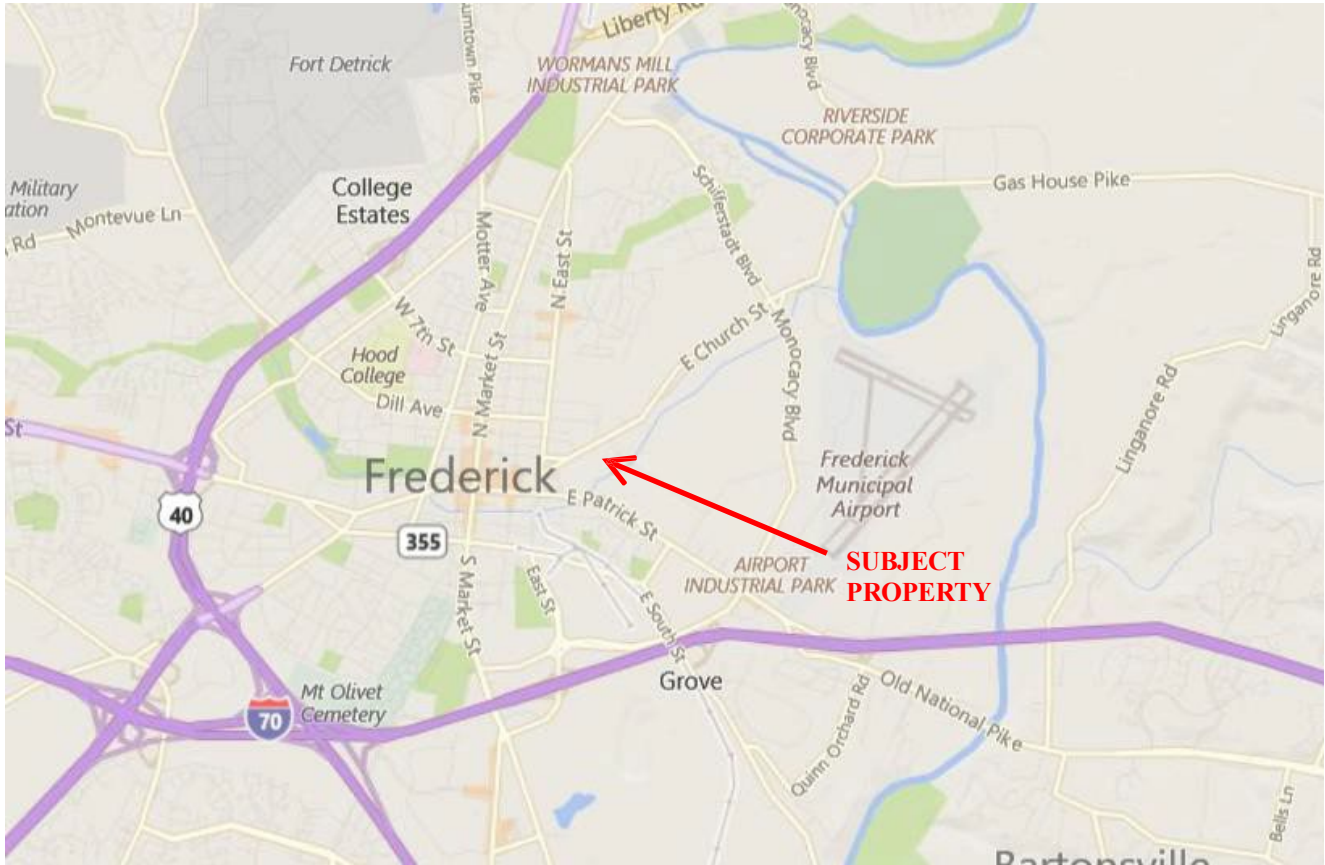 Liberty Rd
Fort Detrick
WORMANS MILL
INDUSTRIAL PARK
RIVERSIDE
CORPORATE PARK
Gas House Pike
Military
Montevue Ln
Rd
College
Estates
Motter Ave
N East St
Schifferstadt Blvd
Linganore Rd
W 7th St
E Church St
Monocacy Blvd
Hood
College
N Market St
Dill Ave
Linganore Rd
St
Frederick
Frederick
Municipal
Airport
E Patrick St
40
355
SUBJECT
PROPERTY
AIRPORT
INDUSTRIAL PARK
S Market St
East St
E South St
Grove
Mt Olivet
Cemetery
70
Old National Pike
Quinn Orchard Rd
Bells Ln